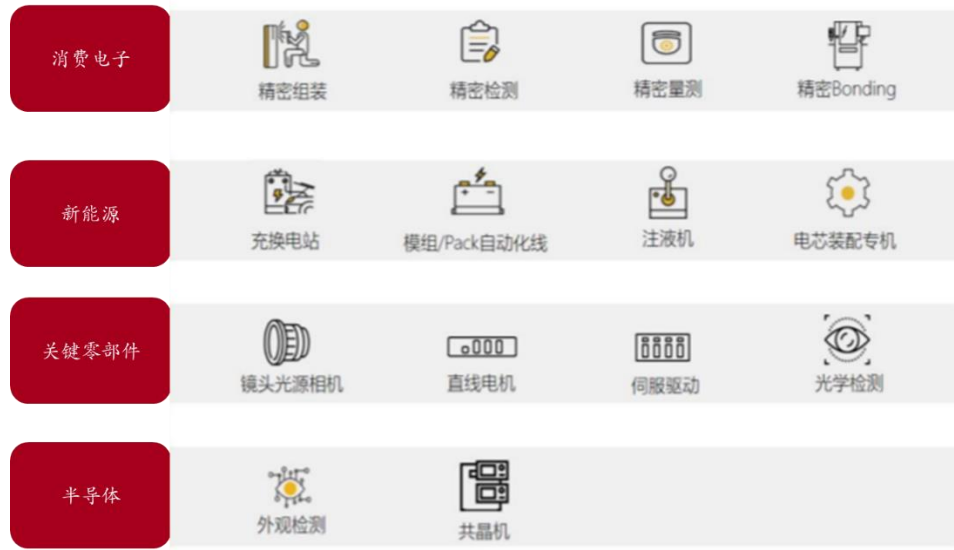 消费电子
精密组装
精密检测
精密量测
精密Bonding
新能源
充换电站
模组/Pack自动化线
注液机
电芯装配专机
关键零部件
镜头光源相机
直线电机
伺服驱动
光学检测
半导体
外观检测
共晶机